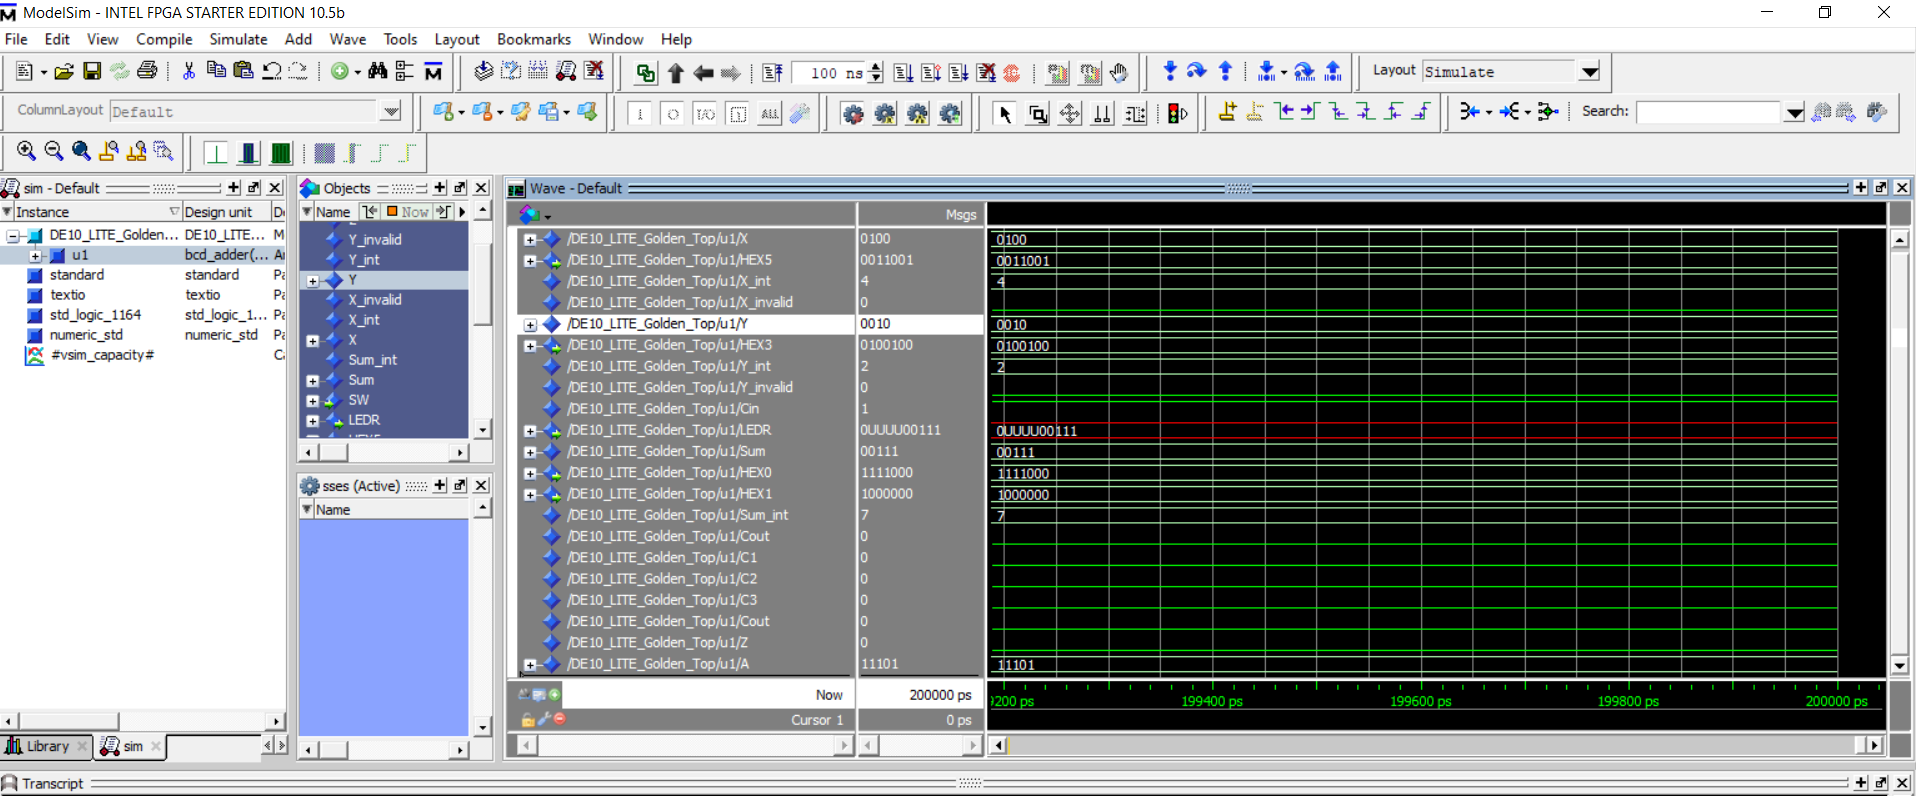 ModelSim - INTEL FPGA STARTER EDITION 10.5b
File Edit View Compile Simulate Add Wave Tools Layout Bookmarks Window Help
100 ns
Layout Simulate
ColumnLayout Default
Search:
sim - Default
Instance Design unit
DE10_LITE_Golden... DE10_LITE... M
u1 bcd_adder(...
standard standard
textio textio
std_logic_1164 std_logic_1...
numeric_std numeric_std
#vsim_capacity#
Library sim
Objects
Name Now
Y_invalid
Y_int
Y
X_invalid
X_int
X
Sum_int
Sum
SW
LEDR
sses (Active)
Name
Wave - Default
Msgs
/DE10_LITE_Golden_Top/u1/X 0100 0100
/DE10_LITE_Golden_Top/u1/HEX5 0011001 0011001
/DE10_LITE_Golden_Top/u1/X_int 4 4
/DE10_LITE_Golden_Top/u1/X_invalid 0
/DE10_LITE_Golden_Top/u1/Y 0010 0010
/DE10_LITE_Golden_Top/u1/HEX3 0100100 0100100
/DE10_LITE_Golden_Top/u1/Y_int 2 2
/DE10_LITE_Golden_Top/u1/Y_invalid 0
/DE10_LITE_Golden_Top/u1/Cin 1
/DE10_LITE_Golden_Top/u1/LEDR 0UUUU00111 0UUUU00111
/DE10_LITE_Golden_Top/u1/Sum 00111 00111
/DE10_LITE_Golden_Top/u1/HEX0 1111000 1111000
/DE10_LITE_Golden_Top/u1/HEX1 1000000 1000000
/DE10_LITE_Golden_Top/u1/Sum_int 7 7
/DE10_LITE_Golden_Top/u1/Cout 0
/DE10_LITE_Golden_Top/u1/C1 0
/DE10_LITE_Golden_Top/u1/C2 0
/DE10_LITE_Golden_Top/u1/C3 0
/DE10_LITE_Golden_Top/u1/Cout 0
/DE10_LITE_Golden_Top/u1/Z 0
/DE10_LITE_Golden_Top/u1/A 11101 11101
Now 200000 ps 200 ps 199400 ps 199600 ps 199800 ps 200000 ps
Cursor 1 0 ps
Transcript